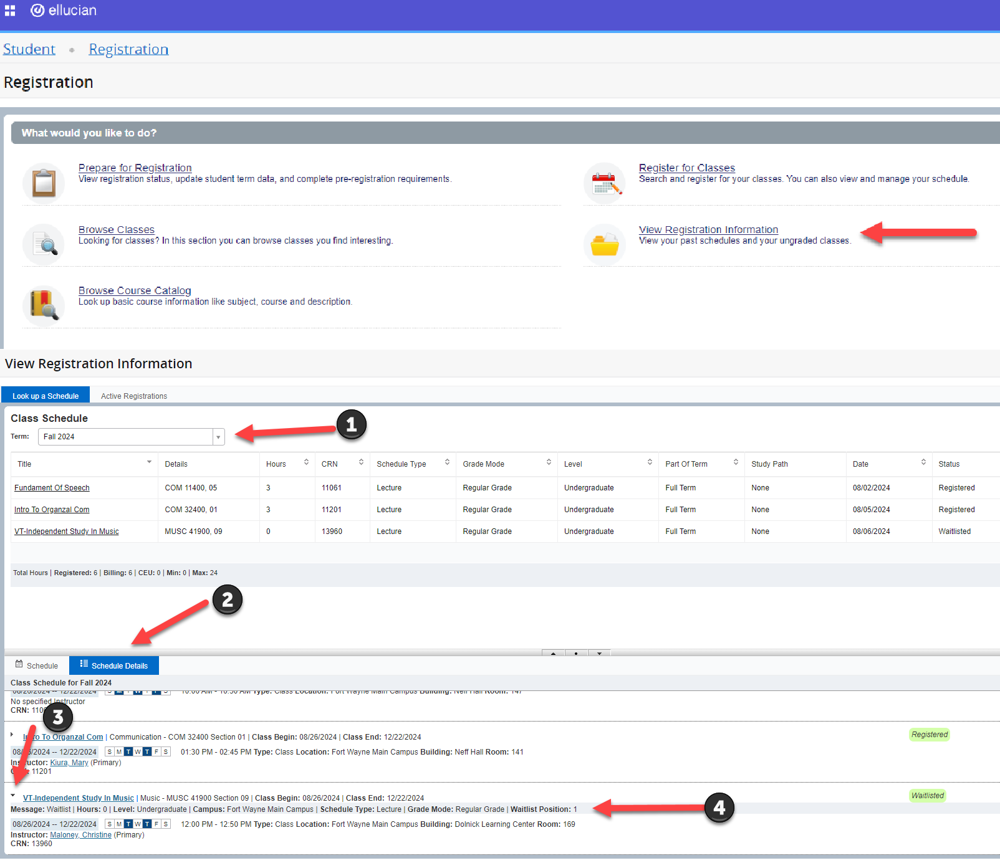 ellucian
Student • Registration
Registration
What would you like to do?
Prepare for Registration
View registration status, update student term data, and complete pre-registration requirements.
Register for Classes
Search and register for your classes. You can also view and manage your schedule.
Browse Classes
Looking for classes? In this section you can browse classes you find interesting.
View Registration Information
View your past schedules and your ungraded classes.
Browse Course Catalog
Look up basic course information like subject, course and description.
View Registration Information
Look up a Schedule Active Registrations
Class Schedule
1
Term: Fall 2024
Title Details Hours CRN Schedule Type Grade Mode Level Part Of Term Study Path Date Status
Fundament Of Speech COM 11400, 05 3 11061 Lecture Regular Grade Undergraduate Full Term None 08/02/2024 Registered
Intro To Organzal Com COM 32400, 01 3 11201 Lecture Regular Grade Undergraduate Full Term None 08/05/2024 Registered
VT-Independent Study In Music MUSC 41900, 09 0 13960 Lecture Regular Grade Undergraduate Full Term None 08/06/2024 Waitlisted
Total Hours | Registered: 6 | Billing: 6 | CEU: 0 | Min: 0 | Max: 24
2
Schedule Schedule Details
Class Schedule for Fall 2024
08/26/2024 -- 12/22/2024 S M T W T F S 10:00 AM - 10:50 AM Type: Class Location: Fort Wayne Main Campus Building: Neff Hall Room: 147
No specified Instructor
CRN:
3
Intro To Organzal Com | Communication - COM 32400 Section 01 | Class Begin: 08/26/2024 | Class End: 12/22/2024 Registered
08/26/2024 -- 12/22/2024 S M T W T F S 01:30 PM - 02:45 PM Type: Class Location: Fort Wayne Main Campus Building: Neff Hall Room: 141
Instructor: Kiura, Mary (Primary)
CRN: 11201
VT-Independent Study In Music | Music - MUSC 41900 Section 09 | Class Begin: 08/26/2024 | Class End: 12/22/2024 Waitlisted
Message: Waitlist | Hours: 0 | Level: Undergraduate | Campus: Fort Wayne Main Campus | Schedule Type: Lecture | Grade Mode: Regular Grade | Waitlist Position: 1
4
08/26/2024 -- 12/22/2024 S M T W T F S 12:00 PM - 12:50 PM Type: Class Location: Fort Wayne Main Campus Building: Dolnick Learning Center Room: 169
Instructor: Maloney, Christine (Primary)
CRN: 13960